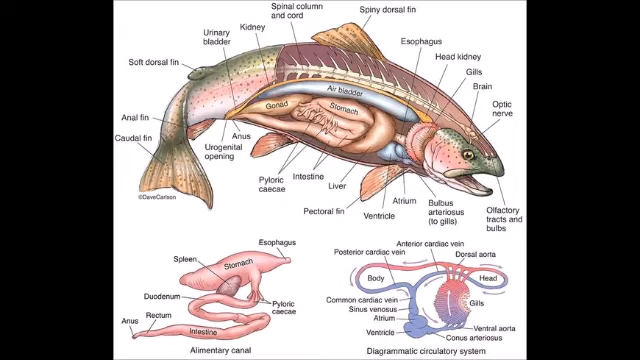 Spinal column
and cord
Spiny dorsal fin
Urinary
bladder
Kidney
Esophagus
Head kidney
Soft dorsal fin
Gills
Brain
Air bladder
Optic
nerve
Gonad
Stomach
Anal fin
Anus
Caudal fin
Urogenital
opening
Pyloric
caecae
Intestine
Liver
©DaveCarlson
Pectoral fin
Ventricle
Atrium
Bulbus
arteriosus
(to gills)
Olfactory
tracts and
bulbs
Esophagus
Spleen
Stomach
Duodenum
Pyloric
caecae
Anus
Rectum
Intestine
Alimentary canal
Anterior cardiac vein
Posterior cardiac vein
Dorsal aorta
Body
Head
Common cardiac vein
Sinus venosus
Atrium
Gills
Ventricle
Ventral aorta
Conus arteriosus
Diagrammatic circulatory system